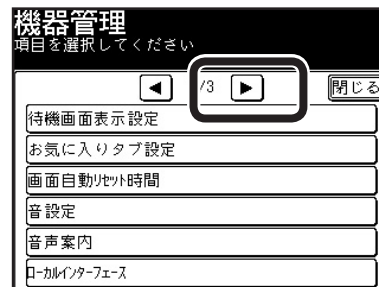 機器管理
項目を選択してください
/3
閉じる
待機画面表示設定
お気に入りタブ設定
画面自動リセット時間
音設定
音声案内
ローカルインターフェース